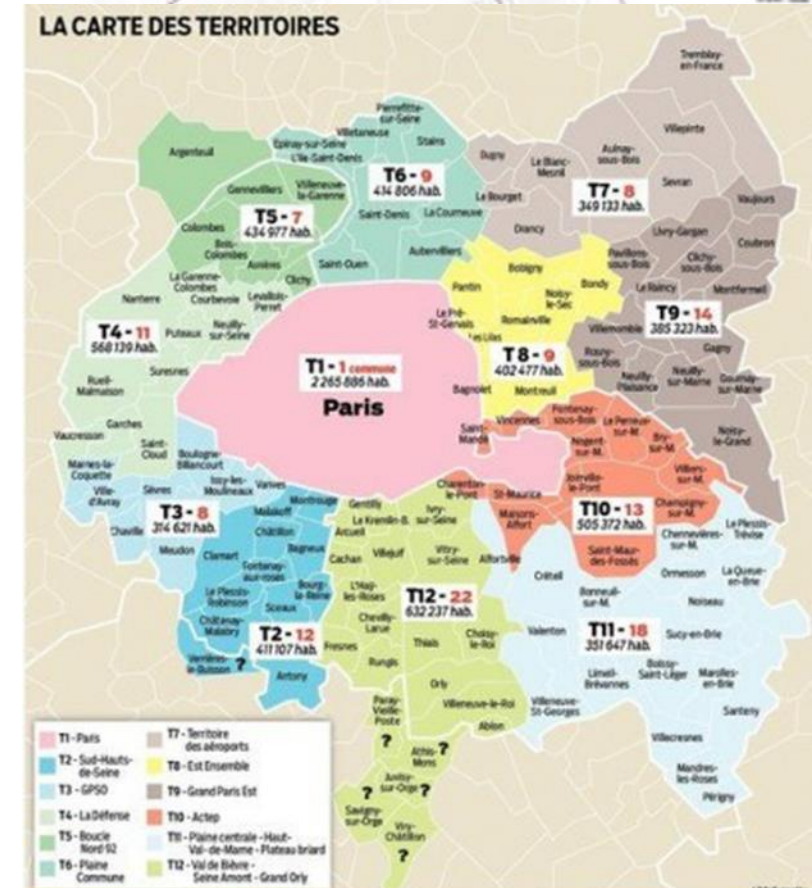 LA CARTE DES TERRITOIRES
Tremblay-
en-France
Pierrefitte-
sur-Seine
Villetaneuse
Villepinte
Epinay-sur-Seine
Stains
Argenteuil
L'Ile-Saint-Denis
Dugny
Le Blanc-
Mesnil
Aulnay-
sous-Bois
T6 - 9
414 806 hab.
Sevran
Gennevilliers
Villeneuve-
la-Garenne
T7 - 8
349 133 hab.
Le Bourget
Vaujours
T5 - 7
434 977 hab.
Saint-Denis
La Courneuve
Colombes
Drancy
Livry-Gargan
Coubron
Bois-
Colombes
Aubervilliers
Pavillons-
sous-Bois
Clichy-
sous-Bois
Asnières
Saint-Ouen
Bobigny
La Garenne-
Colombes
Clichy
Pantin
Bondy
Le Raincy
Montfermeil
Nanterre
Courbevoie
Levallois-
Perret
Noisy-
le-Sec
T9 - 14
385 323 hab.
Le Pré-
St-Gervais
Romainville
T4 - 11
568 139 hab.
Puteaux
Neuilly-
sur-Seine
Les Lilas
Villemomble
Gagny
T8 - 9
402 477 hab.
Rosny-
sous-Bois
T1 - 1 commune
2 265 886 hab.
Paris
Suresnes
Rueil-
Malmaison
Neuilly-
Plaisance
Neuilly-
sur-Marne
Gournay-
sur-Marne
Bagnolet
Montreuil
Garches
Vaucresson
Saint-
Cloud
Vincennes
Fontenay-
sous-Bois
Le Perreux-
sur-M.
Saint-
Mandé
Nogent-
sur-M.
Bry-
sur-M.
Noisy-
le-Grand
Boulogne-
Billancourt
Marnes-la-
Coquette
Ville-
d'Avray
Sèvres
Issy-les-
Moulineaux
Vanves
Charenton-
le-Pont
St-Maurice
Joinville-
le-Pont
Villiers-
sur-M.
Montrouge
Malakoff
Gentilly
Le Kremlin-B.
Ivry-
sur-Seine
Maisons-
Alfort
T10 - 13
505 372 hab.
Champigny-
sur-M.
T3 - 8
314 621 hab.
Chaville
Châtillon
Arcueil
Le Plessis-
Trévise
Chennevières-
sur-M.
Meudon
Clamart
Bagneux
Cachan
Villejuif
Vitry-
sur-Seine
Alfortville
Saint-Maur-
des-Fossés
Fontenay-
aux-roses
Créteil
Ormesson
La Queue-
en-Brie
Le Plessis-
Robinson
Bourg-
la-Reine
Sceaux
L'Haÿ-
les-Roses
T12 - 22
632 237 hab.
Bonneuil-
sur-M.
Noiseau
Châtenay-
Malabry
Chevilly-
Larue
T2 - 12
411 107 hab.
Fresnes
Thiais
Choisy-
le-Roi
Valenton
T11 - 18
351 647 hab.
Sucy-en-Brie
Verrières-
le-Buisson ?
Antony
Rungis
Orly
Limeil-
Brévannes
Boissy-
Saint-Léger
Marolles-
en-Brie
Paray-
Vieille-
Poste
?
Villeneuve-le-Roi
Villeneuve-
St-Georges
Santeny
Ablon
Athis-
Mons ?
Villecresnes
Juvisy-
sur-Orge ?
Mandres-
les-Roses
?
Savigny-
sur-Orge
Périgny
Viry-
Châtillon
?
T1 - Paris
T2 - Sud-Hauts-
de-Seine
T3 - GPSO
T4 - La Défense
T5 - Boucle
Nord 92
T6 - Plaine
Commune
T7 - Territoire
des aéroports
T8 - Est Ensemble
T9 - Grand Paris Est
T10 - Actep
T11 - Plaine centrale - Haut-
Val-de-Marne - Plateau briard
T12 - Val de Bièvre -
Seine Amont - Grand Orly